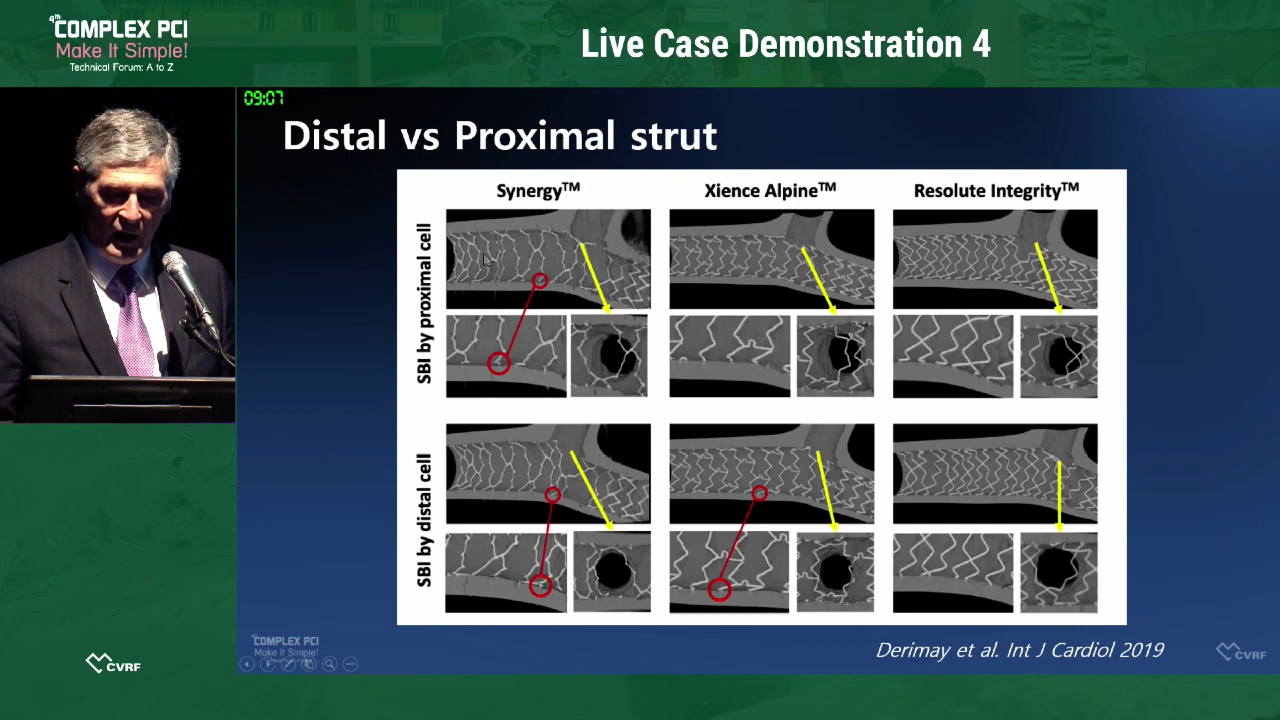 4th
COMPLEX PCI
Make It Simple!
Technical Forum: A to Z
Live Case Demonstration 4
09:07
Distal vs Proximal strut
Synergy™
Xience Alpine™
Resolute Integrity™
SBI by proximal cell
SBI by distal cell
COMPLEX PCI
Make It Simple!
Derimay et al. Int J Cardiol 2019
CVRF
CVRF